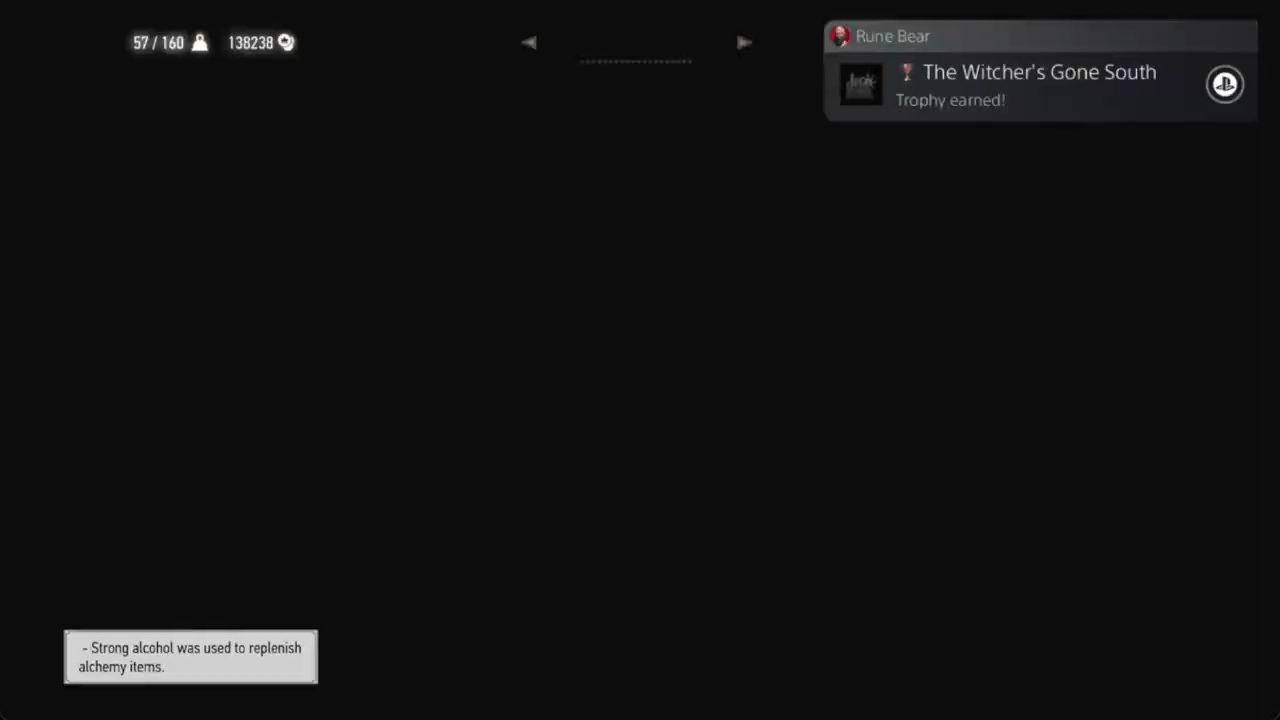 57 / 160 138238
Rune Bear
The Witcher's Gone South
Trophy earned!
- Strong alcohol was used to replenish
alchemy items.